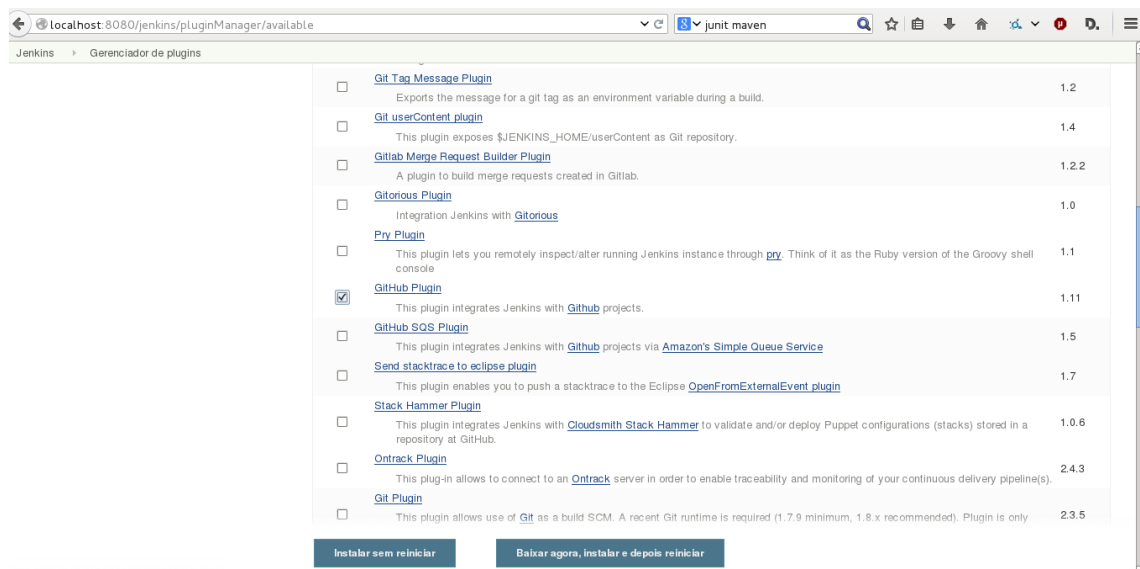 localhost:8080/jenkins/pluginManager/available
junit maven
Jenkins
Gerenciador de plugins
Git Tag Message Plugin
1.2
Exports the message for a git tag as an environment variable during a build.
Git userContent plugin
1.4
This plugin exposes $JENKINS_HOME/userContent as Git repository.
Gitlab Merge Request Builder Plugin
1.2.2
A plugin to build merge requests created in Gitlab.
Gitorious Plugin
1.0
Integration Jenkins with Gitorious
Pry Plugin
1.1
This plugin lets you remotely inspect/alter running Jenkins instance through pry. Think of it as the Ruby version of the Groovy shell
console
GitHub Plugin
1.11
This plugin integrates Jenkins with Github projects.
GitHub SQS Plugin
1.5
This plugin integrates Jenkins with Github projects via Amazon's Simple Queue Service
Send stacktrace to eclipse plugin
1.7
This plugin enables you to push a stacktrace to the Eclipse OpenFromExternalEvent plugin
Stack Hammer Plugin
1.0.6
This plugin integrates Jenkins with Cloudsmith Stack Hammer to validate and/or deploy Puppet configurations (stacks) stored in a
repository at GitHub.
Ontrack Plugin
2.4.3
This plug-in allows to connect to an Ontrack server in order to enable traceability and monitoring of your continuous delivery pipeline(s).
Git Plugin
2.3.5
This plugin allows use of Git as a build SCM. A recent Git runtime is required (1.7.9 minimum, 1.8.x recommended). Plugin is only
Instalar sem reiniciar
Baixar agora, instalar e depois reiniciar